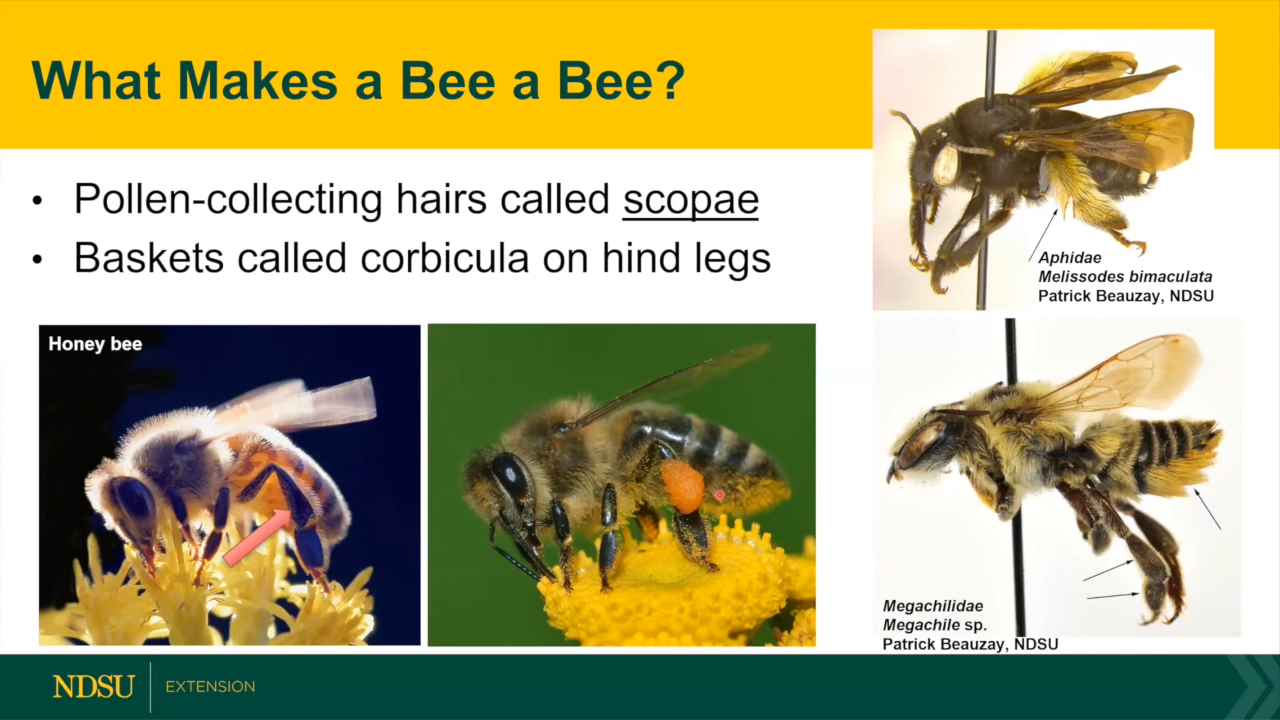 What Makes a Bee a Bee?
• Pollen-collecting hairs called scopae
• Baskets called corbicula on hind legs
Aphidae
Melissodes bimaculata
Patrick Beauzay, NDSU
Honey bee
Megachilidae
Megachile sp.
Patrick Beauzay, NDSU
NDSU
EXTENSION